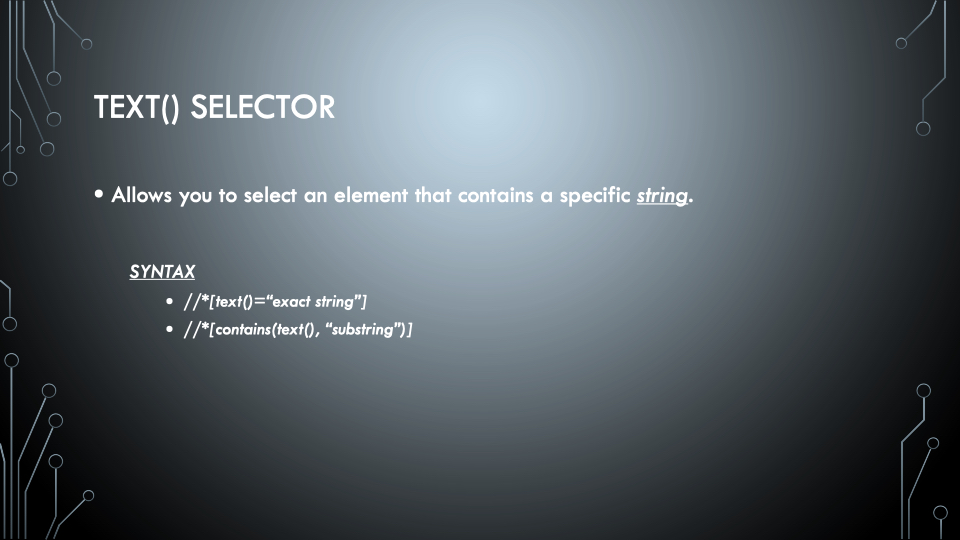 TEXT() SELECTOR
• Allows you to select an element that contains a specific string.
SYNTAX
• //*[text()=“exact string”]
• //*[contains(text(), “substring”)]